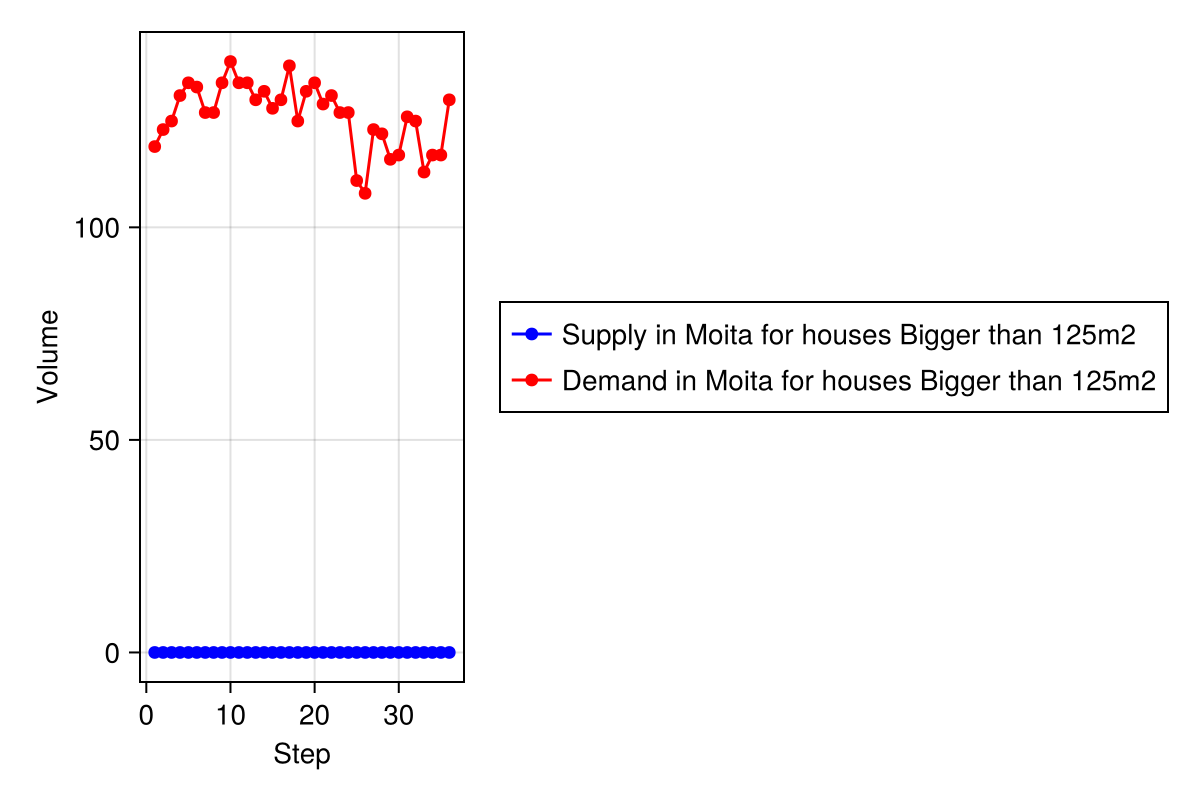 Volume
100
50
0
0 10 20 30
Step
Supply in Moita for houses Bigger than 125m2
Demand in Moita for houses Bigger than 125m2